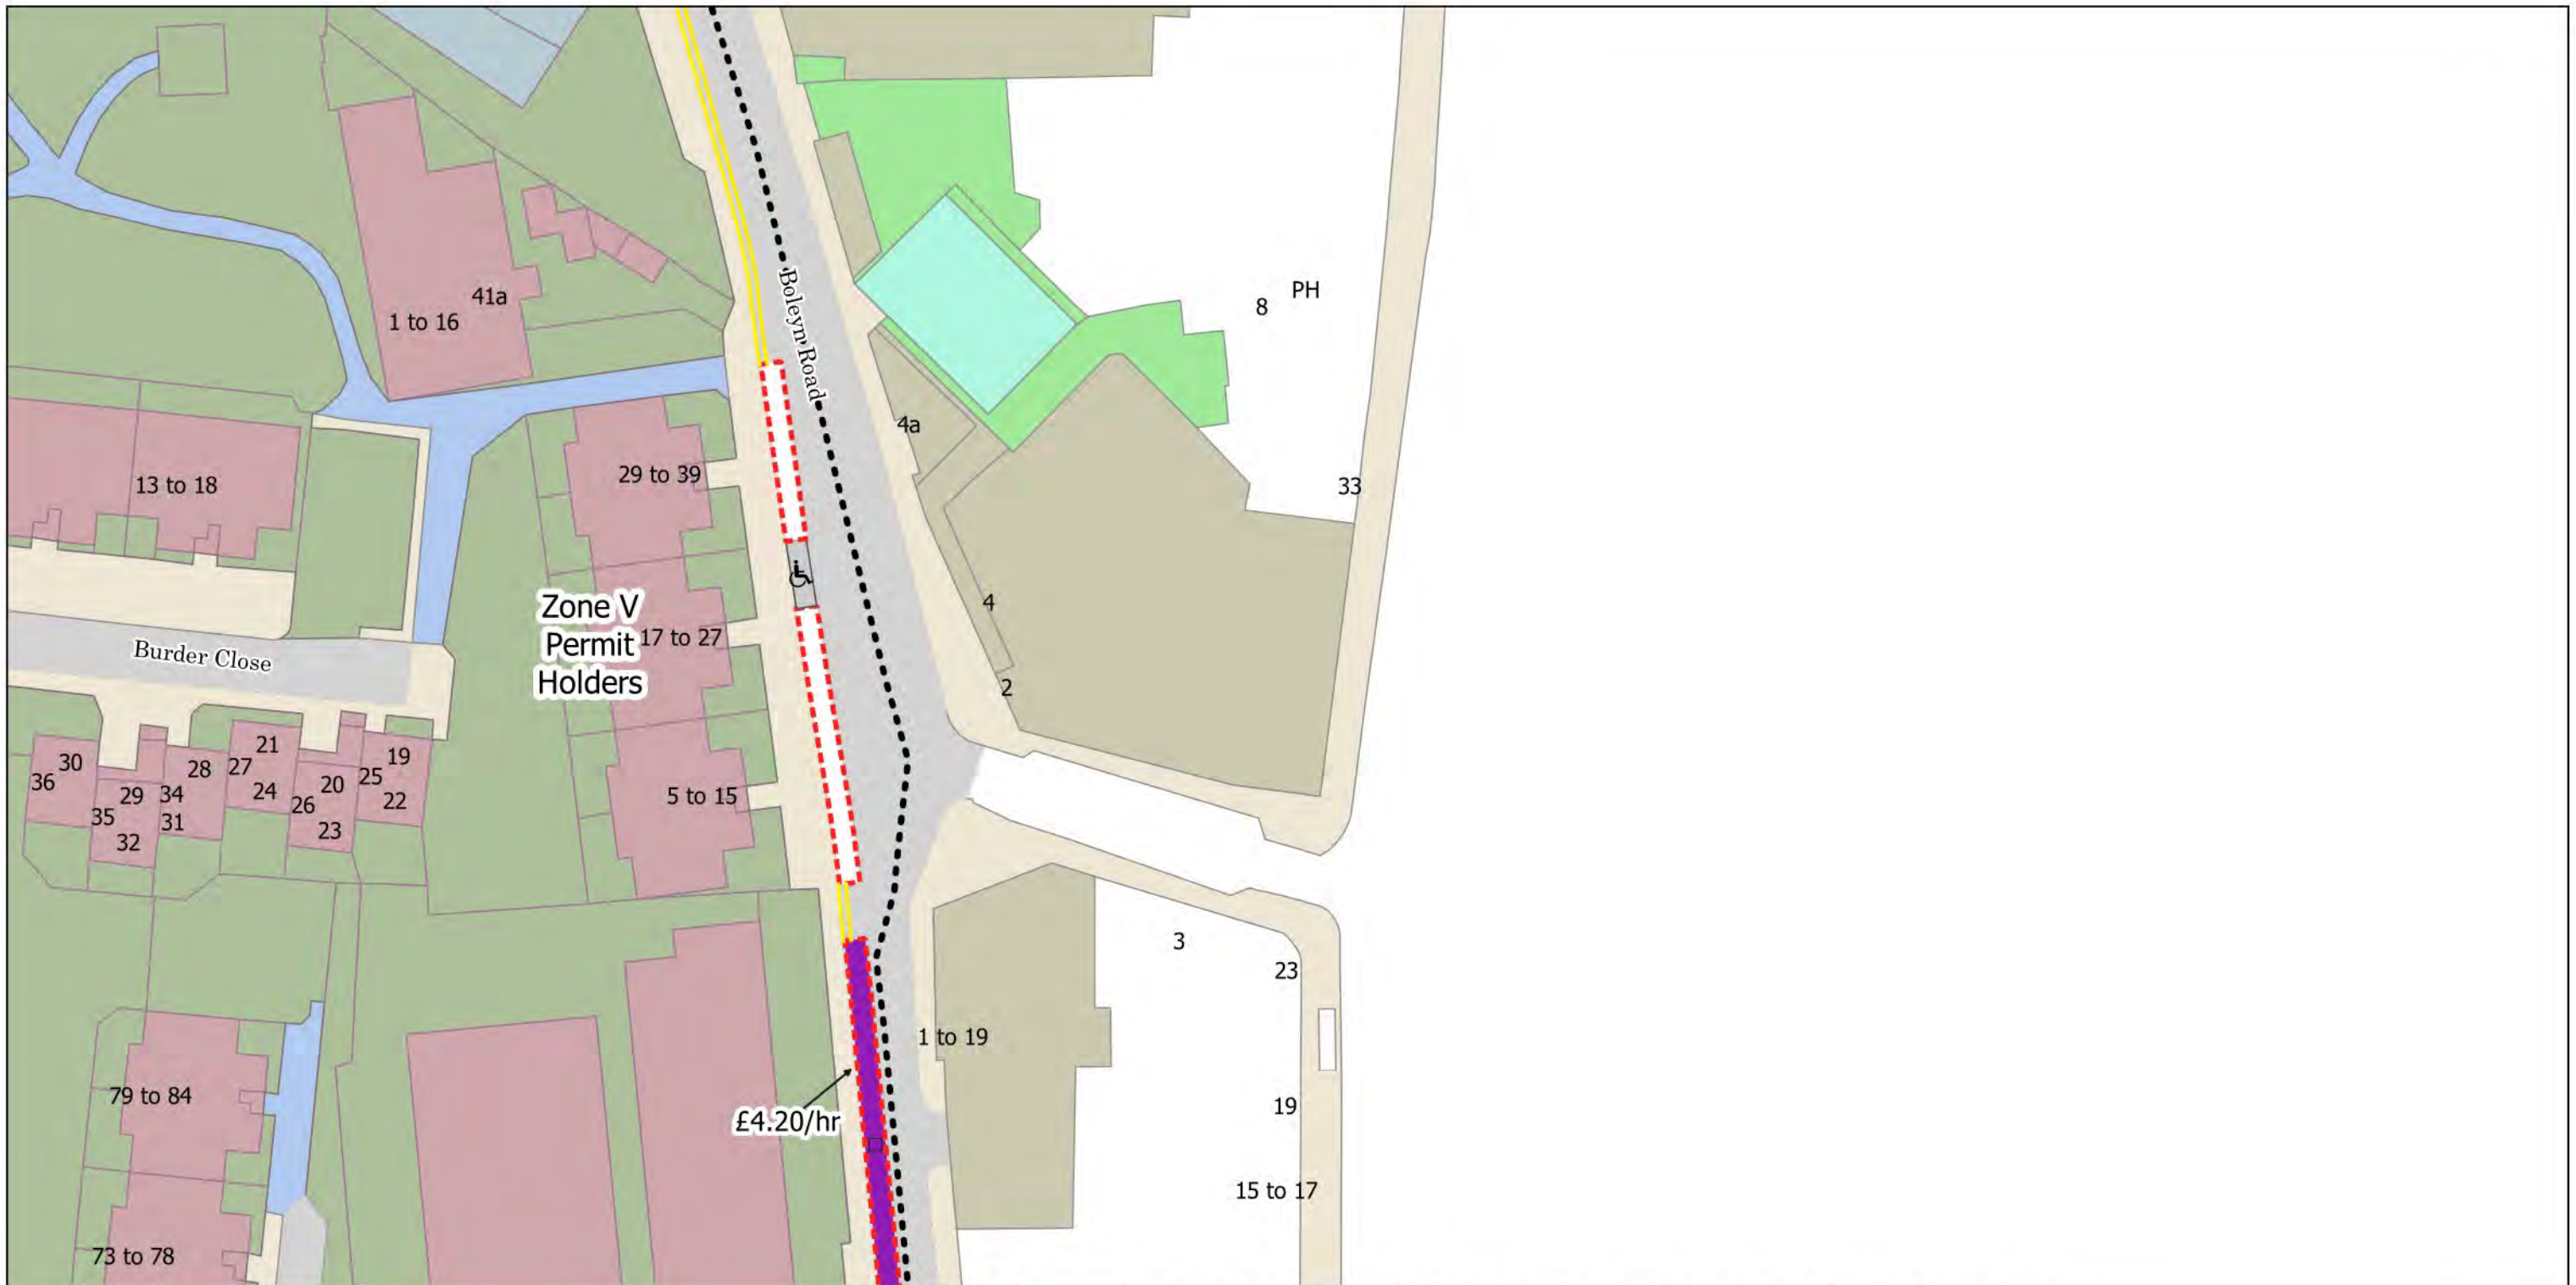 PH
8
41a
1 to 16
Boleyn Road
4a
29 to 39
13 to 18
33
4
Zone V
Permit
Holders
17 to 27
Burder Close
2
21
19
30
28
27
25
36
20
24
29
34
26
22
35
31
23
32
5 to 15
3
23
1 to 19
79 to 84
19
£4.20/hr
15 to 17
73 to 78